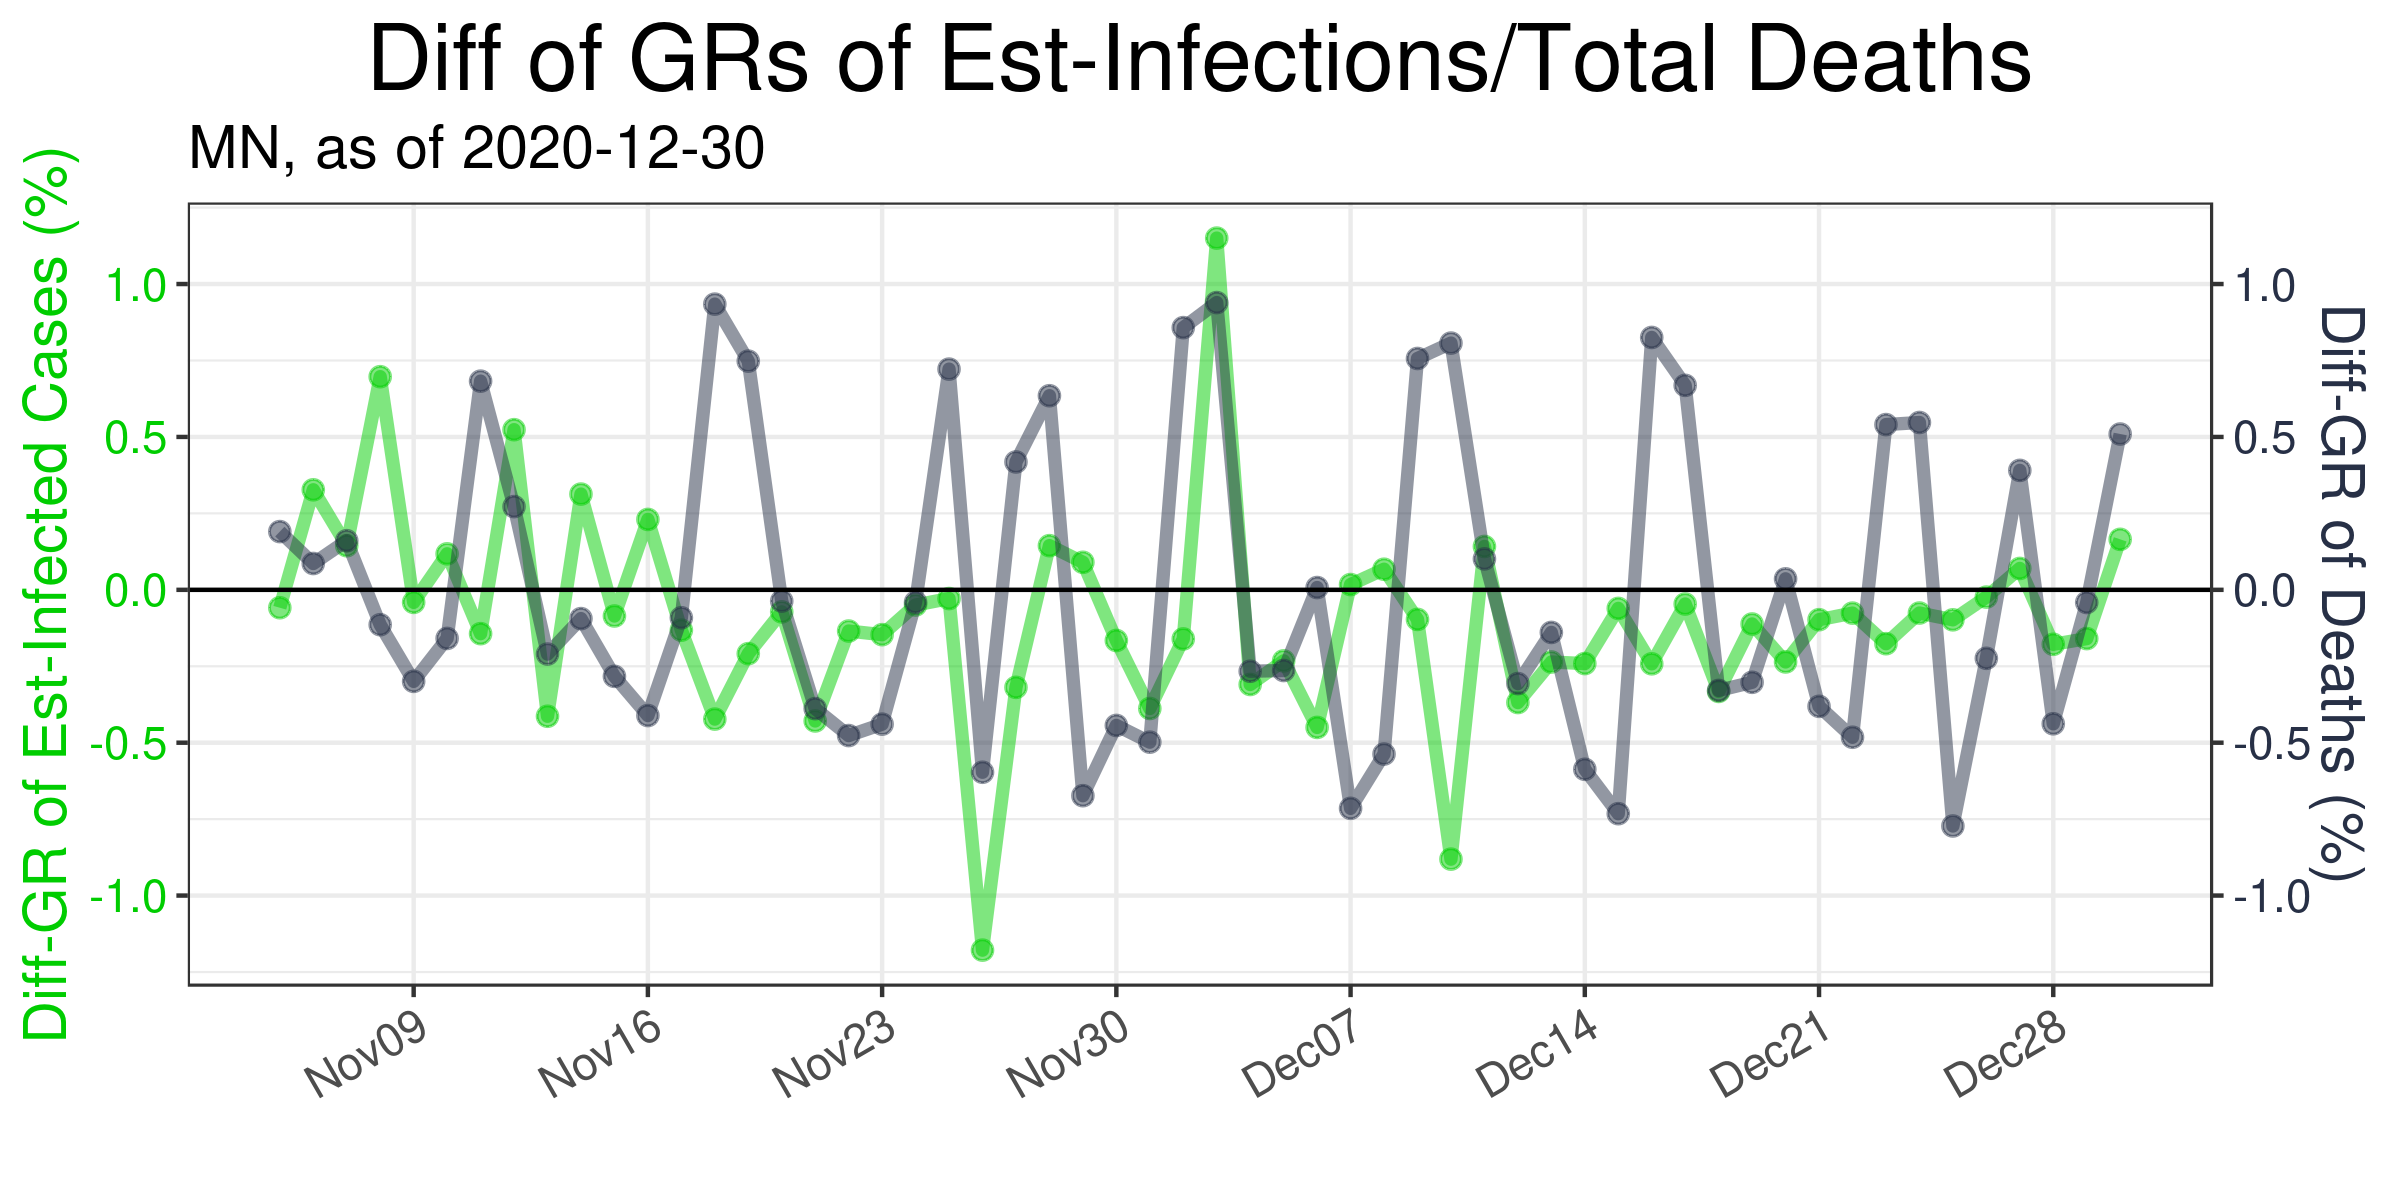 Diff of GRs of Est-Infections/Total Deaths
MN, as of 2020-12-30
Diff-GR of Est-Infected Cases (%)
1.0
0.5
0.0
-0.5
-1.0
1.0
0.5
0.0
-0.5
-1.0
Diff-GR of Deaths (%)
Nov09
Nov16
Nov23
Nov30
Dec07
Dec14
Dec21
Dec28